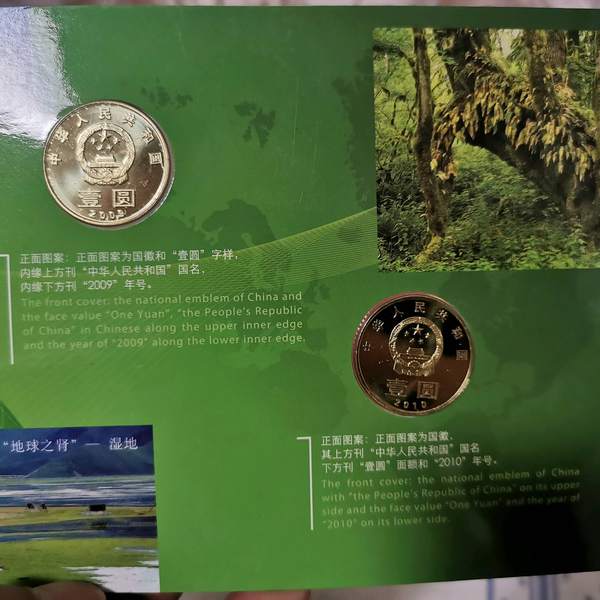 中华人民共和国
壹圆
2009
正面图案：正面图案为国徽和“壹圆”字样，
内缘上方刊“中华人民共和国”国名，
内缘下方刊“2009”年号。
The front cover: the national emblem of China and
the face value "One Yuan", "the People's Republic
of China" in Chinese along the upper inner edge
and the year of "2009" along the lower inner edge.
中华人民共和国
壹圆
2010
“地球之肾”— 湿地
正面图案：正面图案为国徽，
其上方刊“中华人民共和国”国名
下方刊“壹圆”面额和“2010”年号。
The front cover: the national emblem of China
with "the People's Republic of China" on its upper
side and the face value "One Yuan" and the year of
"2010" on its lower side.